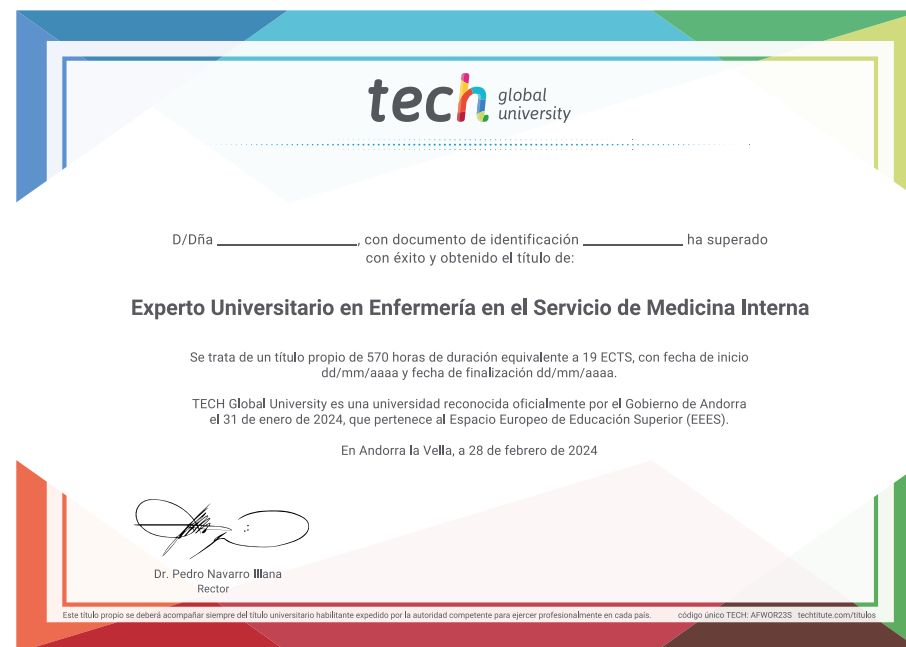 tech global
university
D/Dña ______________, con documento de identificación __________ ha superado
con éxito y obtenido el título de:
Experto Universitario en Enfermería en el Servicio de Medicina Interna
Se trata de un título propio de 570 horas de duración equivalente a 19 ECTS, con fecha de inicio
dd/mm/aaaa y fecha de finalización dd/mm/aaaa.
TECH Global University es una universidad reconocida oficialmente por el Gobierno de Andorra
el 31 de enero de 2024, que pertenece al Espacio Europeo de Educación Superior (EEES).
En Andorra la Vella, a 28 de febrero de 2024
Dr. Pedro Navarro Illana
Rector
Este título propio se deberá acompañar siempre del título universitario habilitante expedido por la autoridad competente para ejercer profesionalmente en cada país. código único TECH: AFWOR23S techtitute.com/titulos